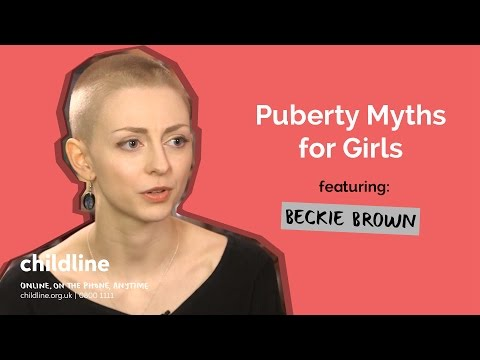 Puberty Myths
for Girls
featuring:
BECKIE BROWN
childline
ONLINE, ON THE PHONE, ANYTIME
childline.org.uk | 0800 1111